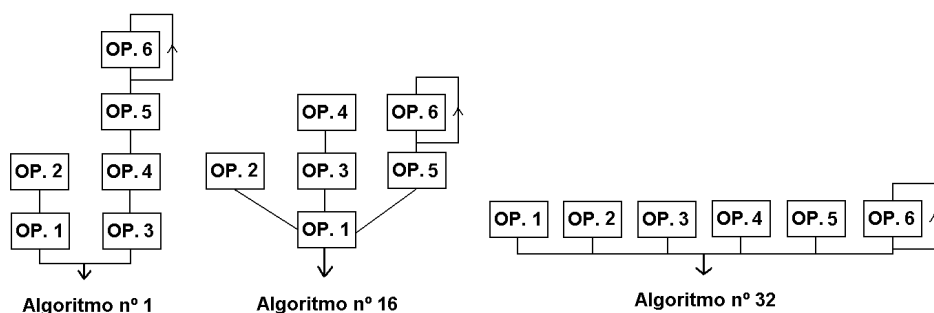 OP. 6
OP. 5
OP. 2
OP. 4
OP. 1
OP. 3
Algoritmo nº 1
OP. 4
OP. 6
OP. 2
OP. 3
OP. 5
OP. 1
Algoritmo nº 16
OP. 1
OP. 2
OP. 3
OP. 4
OP. 5
OP. 6
Algoritmo nº 32